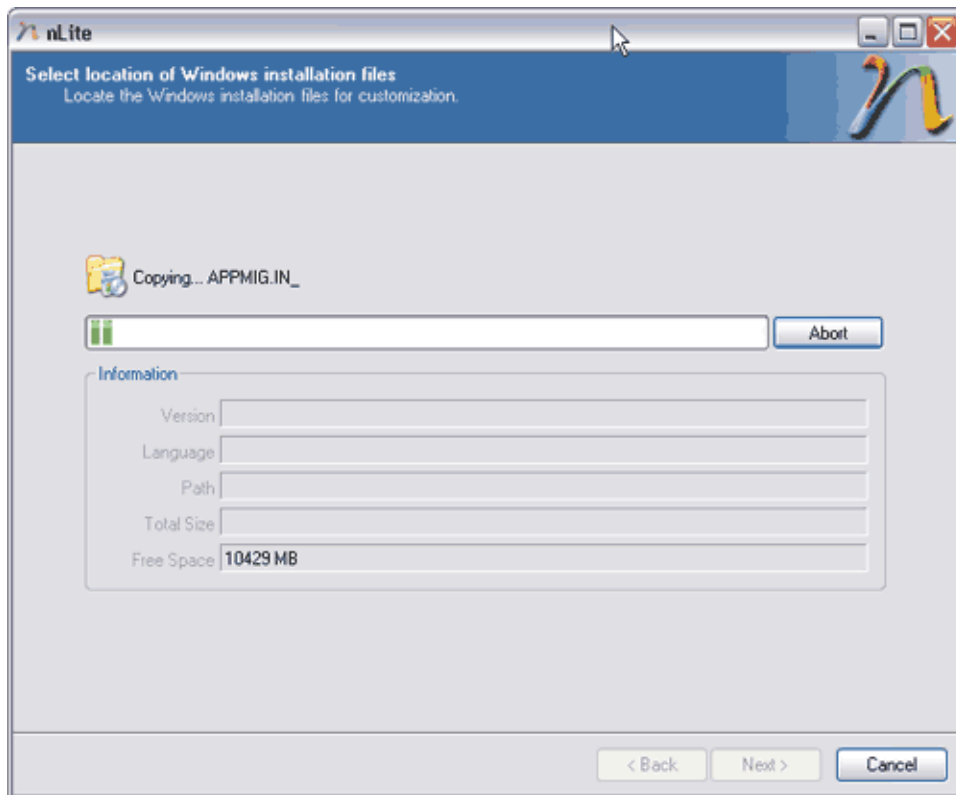 nLite
Select location of Windows installation files
Locate the Windows installation files for customization.
Copying... APPMIG.IN_
Abort
Information
Version
Language
Path
Total Size
Free Space 10429 MB
< Back Next > Cancel